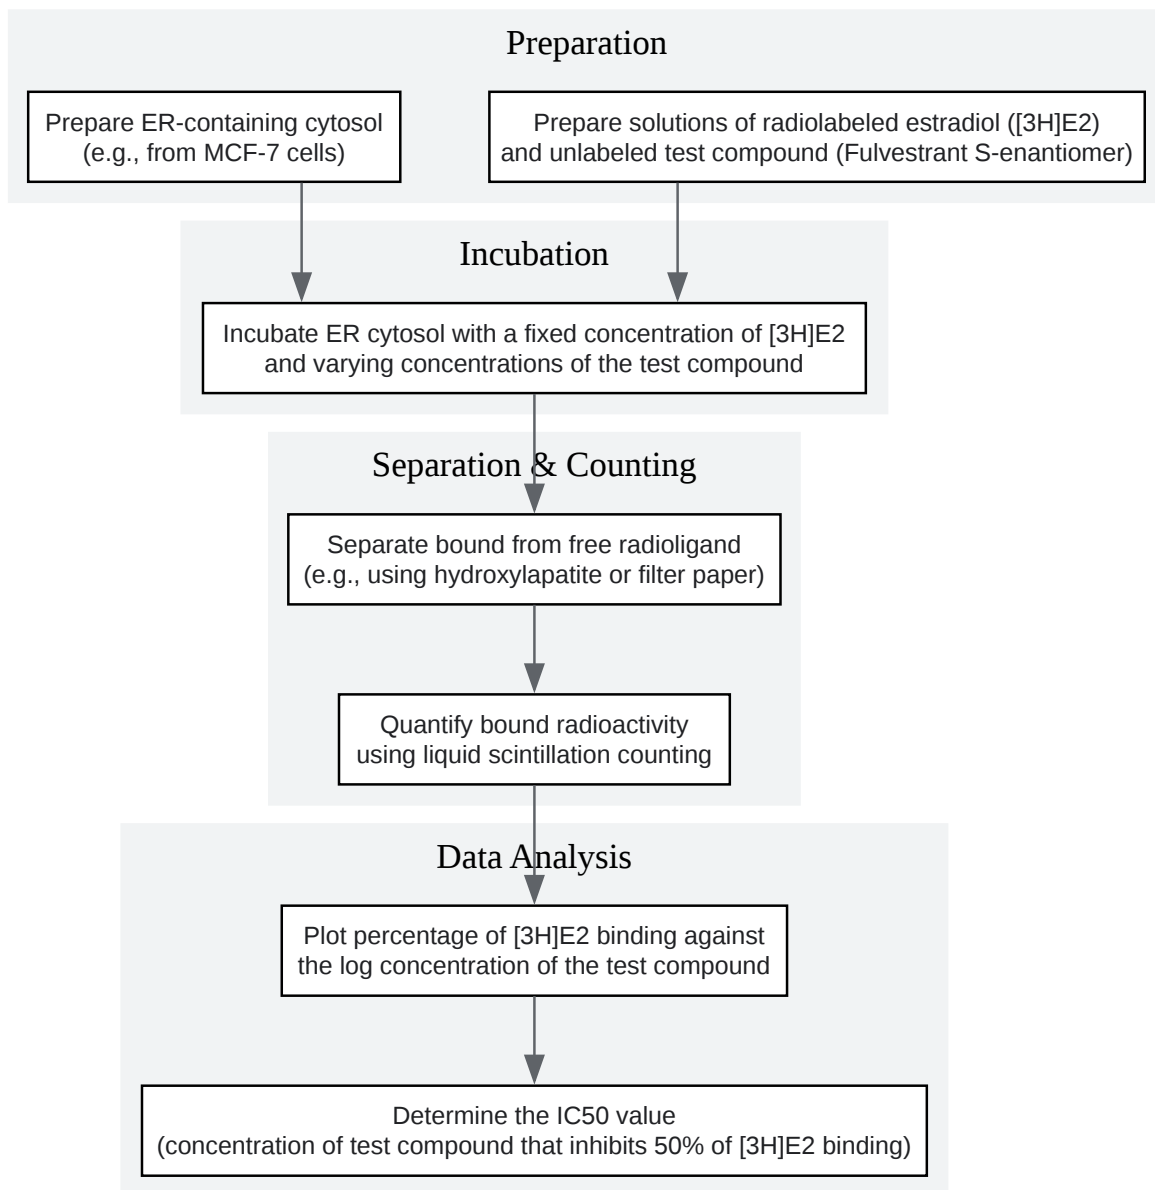 Preparation
Prepare ER-containing cytosol
(e.g., from MCF-7 cells)
Prepare solutions of radiolabeled estradiol ([3H]E2)
and unlabeled test compound (Fulvestrant S-enantiomer)
Incubation
Incubate ER cytosol with a fixed concentration of [3H]E2
and varying concentrations of the test compound
Separation & Counting
Separate bound from free radioligand
(e.g., using hydroxylapatite or filter paper)
Quantify bound radioactivity
using liquid scintillation counting
Data Analysis
Plot percentage of [3H]E2 binding against
the log concentration of the test compound
Determine the IC50 value
(concentration of test compound that inhibits 50% of [3H]E2 binding)